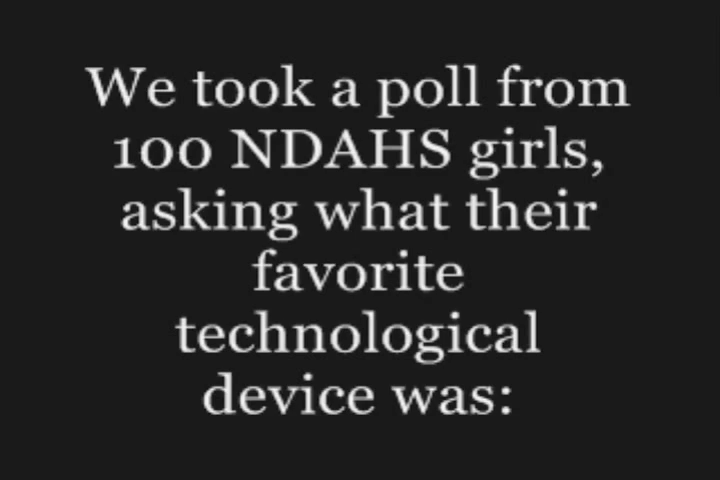 We took a poll from
100 NDAHS girls,
asking what their
favorite
technological
device was: